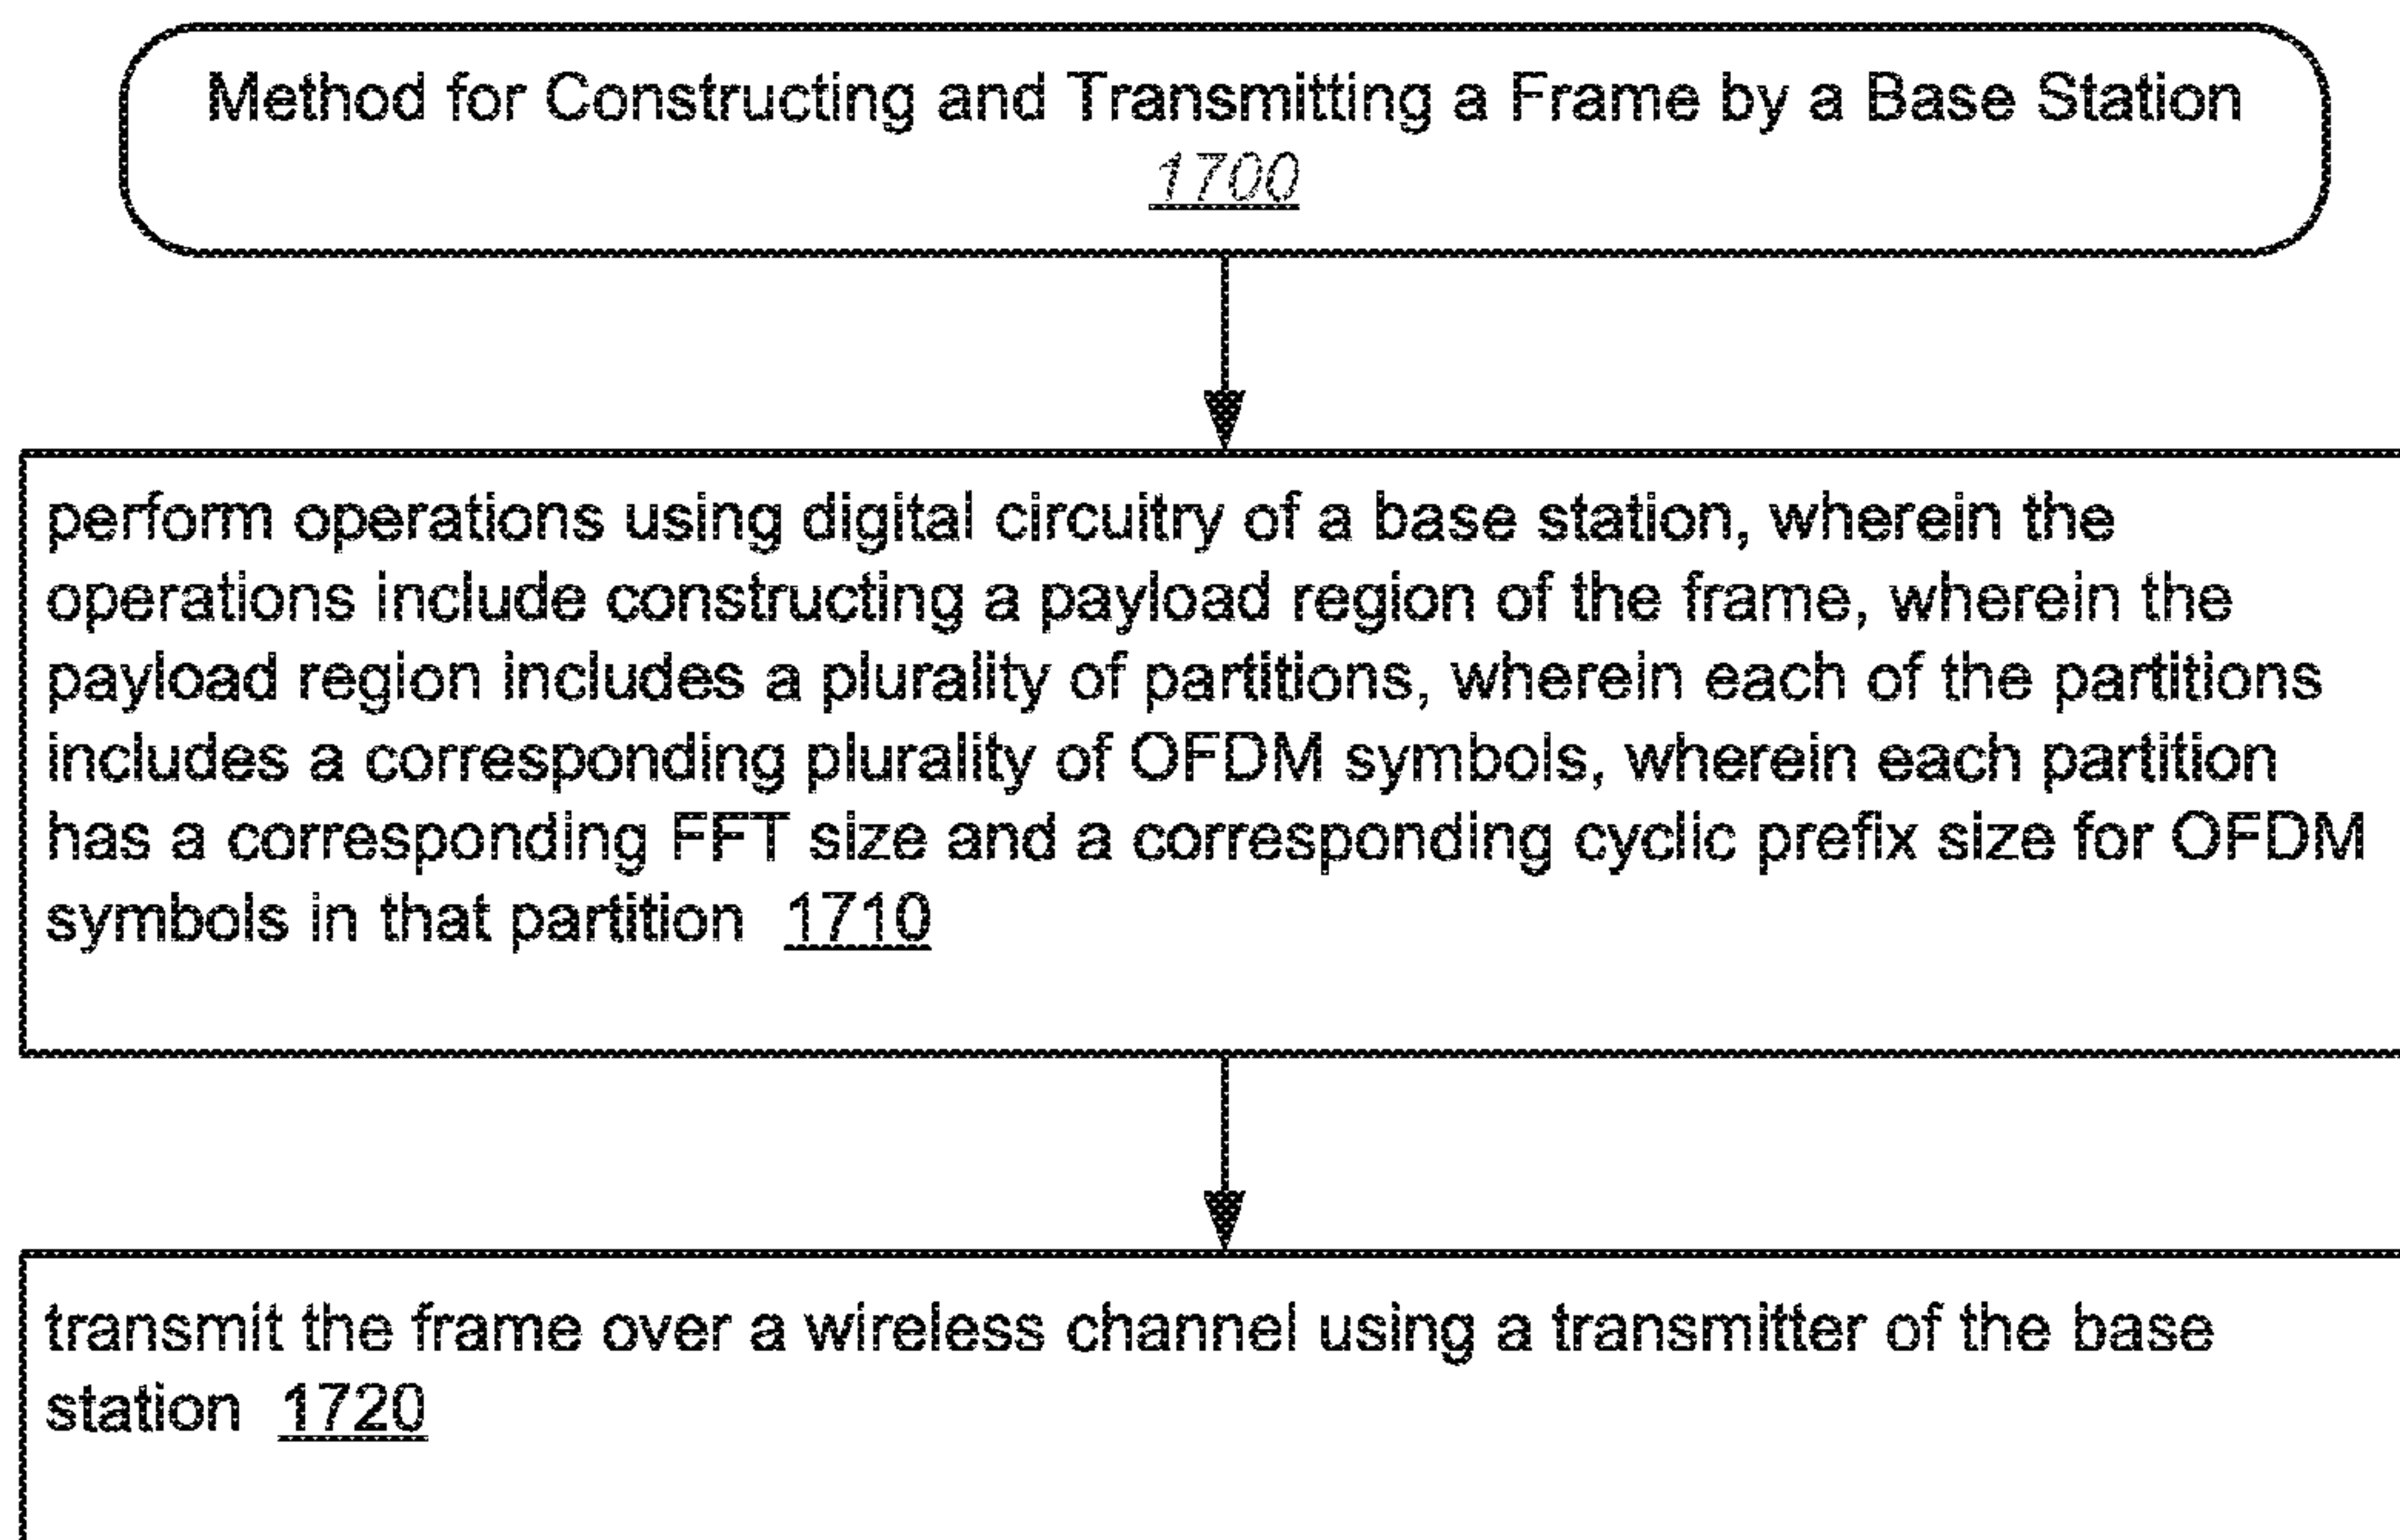 Method for Constructing and Transmitting a Frame by a Base Station
1700
perform operations using digital circuitry of a base station, wherein the
operations include constructing a payload region of the frame, wherein the
payload region includes a plurality of partitions, wherein each of the partitions
includes a corresponding plurality of OFDM symbols, wherein each partition
has a corresponding FFT size and a corresponding cyclic prefix size for OFDM
symbols in that partition 1710
transmit the frame over a wireless channel using a transmitter of the base
station 1720